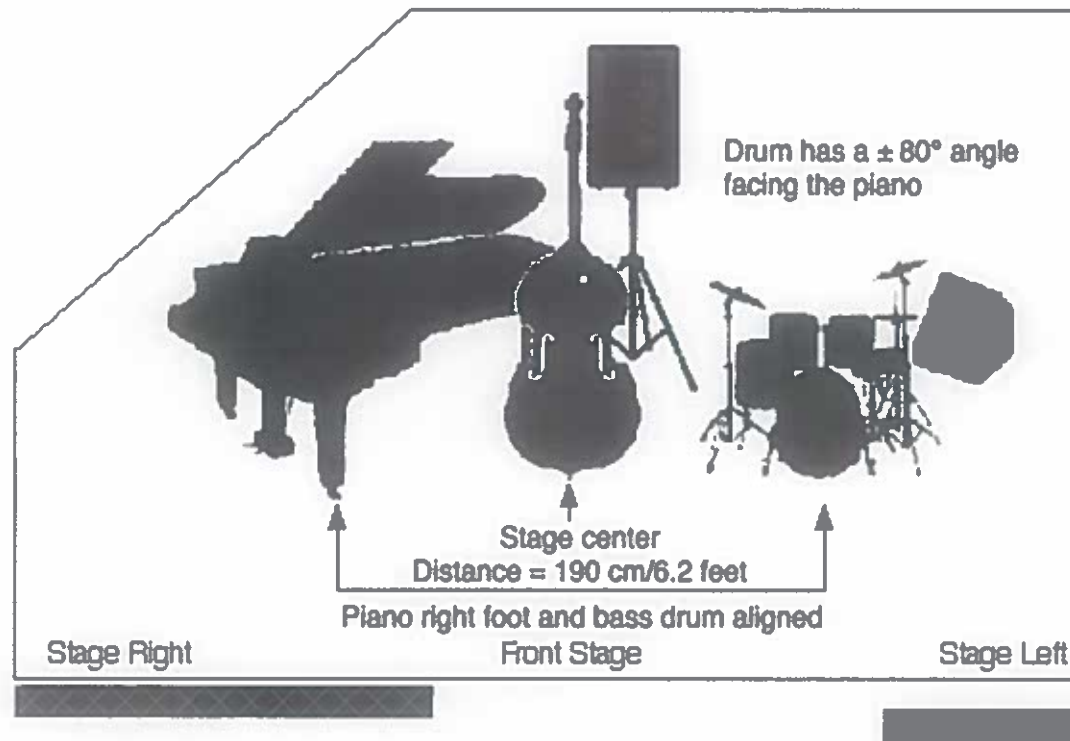 Drum has a ± 80° angle
facing the piano
Stage center
Distance = 190 cm/6.2 feet
Piano right foot and bass drum aligned
Stage Right
Front Stage
Stage Left